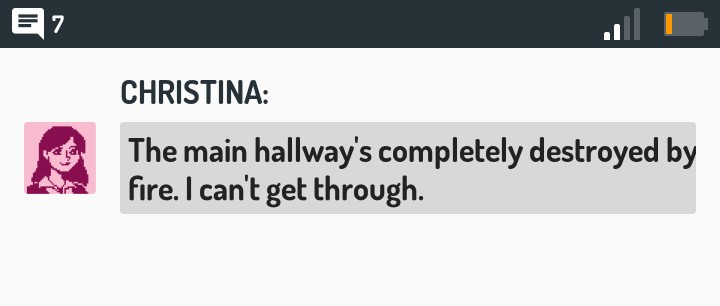 7
CHRISTINA:
The main hallway's completely destroyed by
fire. I can't get through.